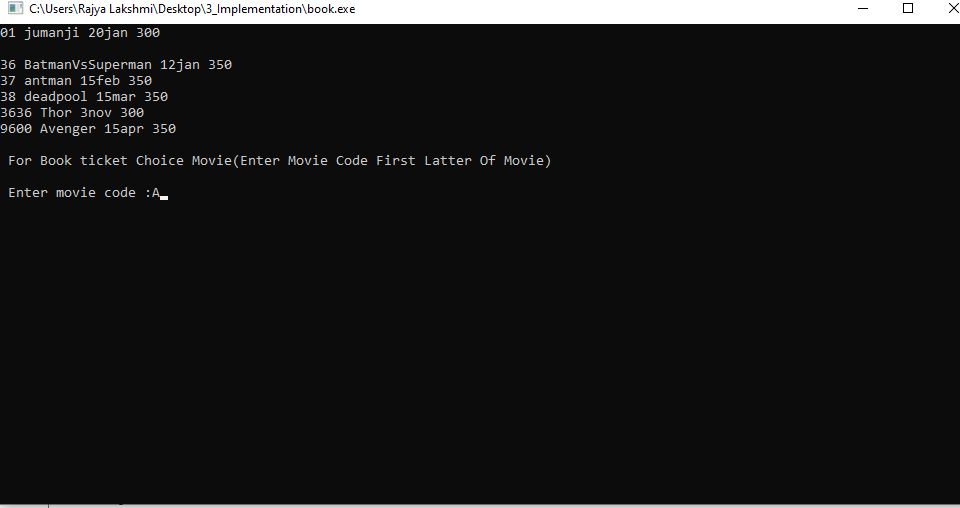 C:\Users\Rajya Lakshmi\Desktop\3_Implementation\book.exe
01 jumanji 20jan 300
36 BatmanVsSuperman 12jan 350
37 antman 15feb 350
38 deadpool 15mar 350
3636 Thor 3nov 300
9600 Avenger 15apr 350
For Book ticket Choice Movie(Enter Movie Code First Latter Of Movie)
Enter movie code :A